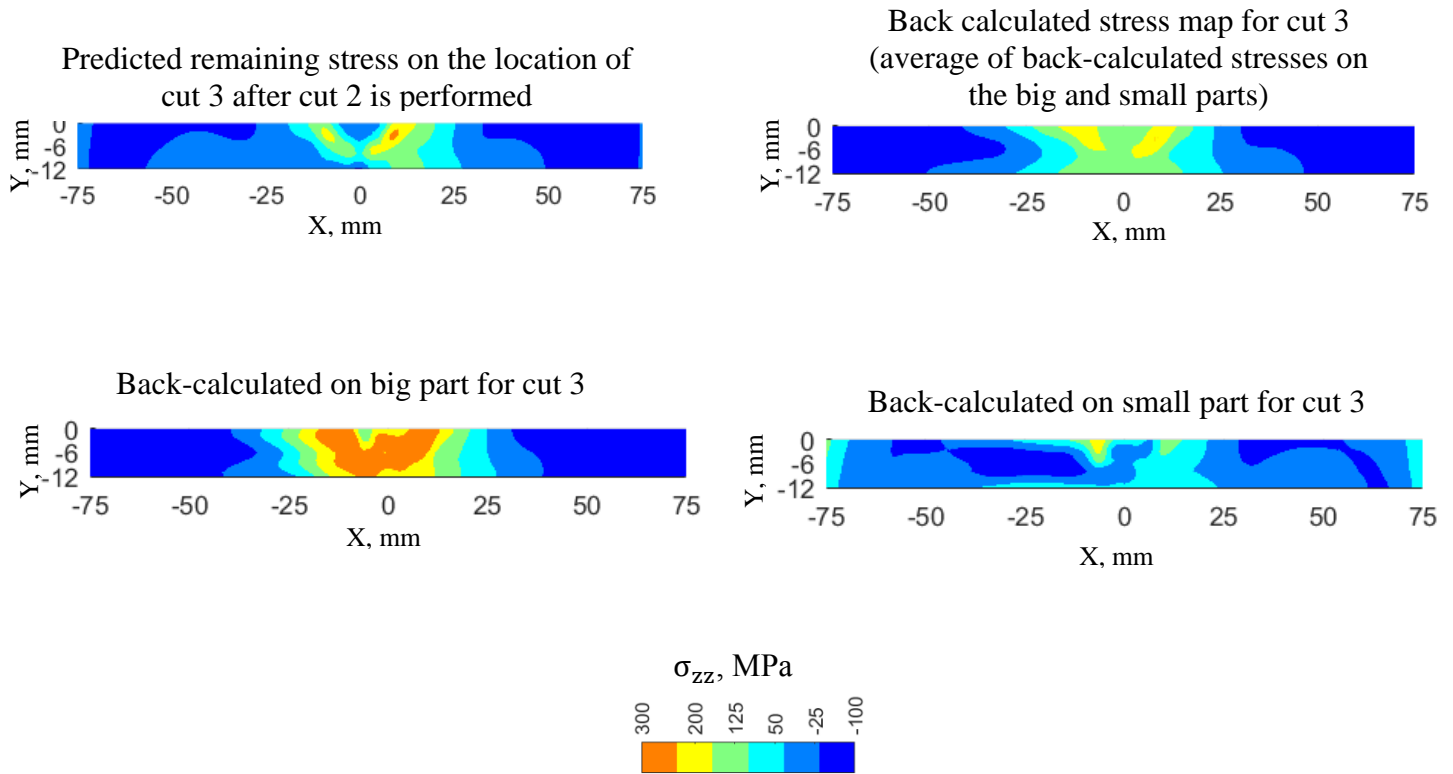 Predicted remaining stress on the location of
cut 3 after cut 2 is performed
0
-6
-12
Y, mm
-75 -50 -25 0 25 50 75
X, mm
Back calculated stress map for cut 3
(average of back-calculated stresses on
the big and small parts)
0
-6
-12
Y, mm
-75 -50 -25 0 25 50 75
X, mm
Back-calculated on big part for cut 3
0
-6
-12
Y, mm
-75 -50 -25 0 25 50 75
X, mm
Back-calculated on small part for cut 3
0
-6
-12
Y, mm
-75 -50 -25 0 25 50 75
X, mm
σzz, MPa
300 200 125 50 -25 -100